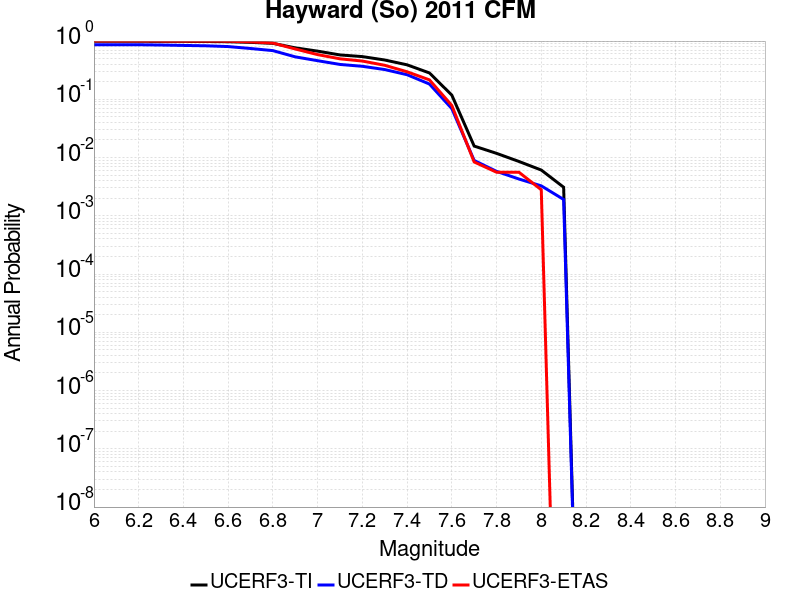 Hayward (So) 2011 CFM
Annual Probability
10^0
10^-1
10^-2
10^-3
10^-4
10^-5
10^-6
10^-7
10^-8
6 6.2 6.4 6.6 6.8 7 7.2 7.4 7.6 7.8 8 8.2 8.4 8.6 8.8 9
Magnitude
UCERF3-TI UCERF3-TD UCERF3-ETAS